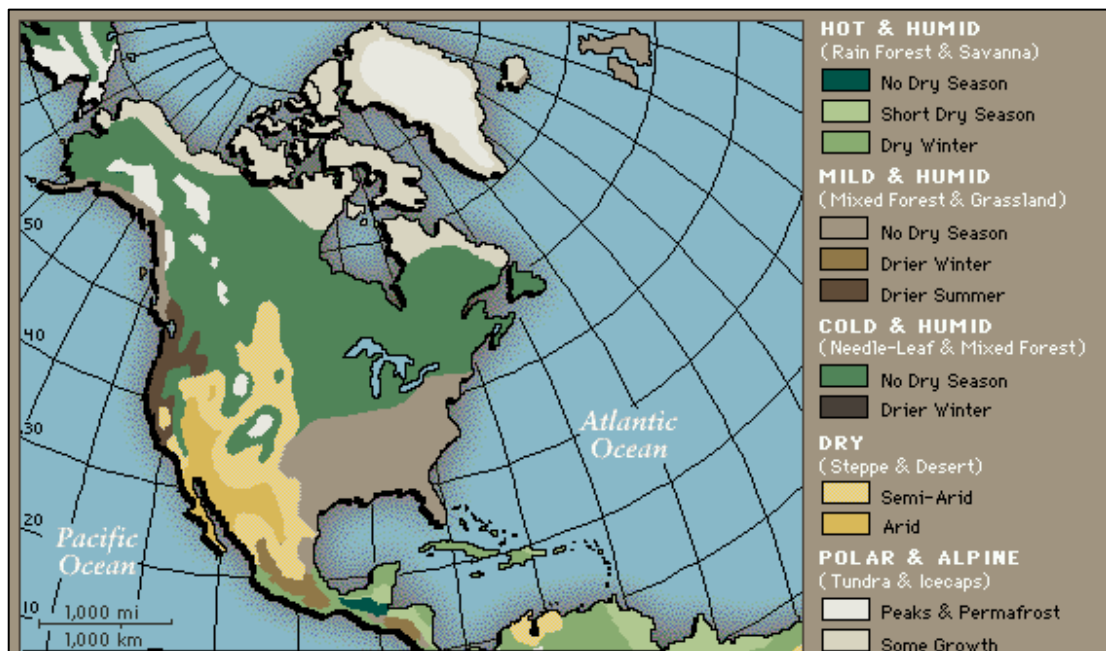 HOT & HUMID
(Rain Forest & Savanna)
No Dry Season
Short Dry Season
Dry Winter
MILD & HUMID
(Mixed Forest & Grassland)
No Dry Season
Drier Winter
Drier Summer
COLD & HUMID
(Needle-Leaf & Mixed Forest)
No Dry Season
Drier Winter
DRY
(Steppe & Desert)
Semi-Arid
Arid
POLAR & ALPINE
(Tundra & Icecaps)
Peaks & Permafrost
Some Growth
50
40
30
20
10
Atlantic
Ocean
Pacific
Ocean
1,000 mi
1,000 km